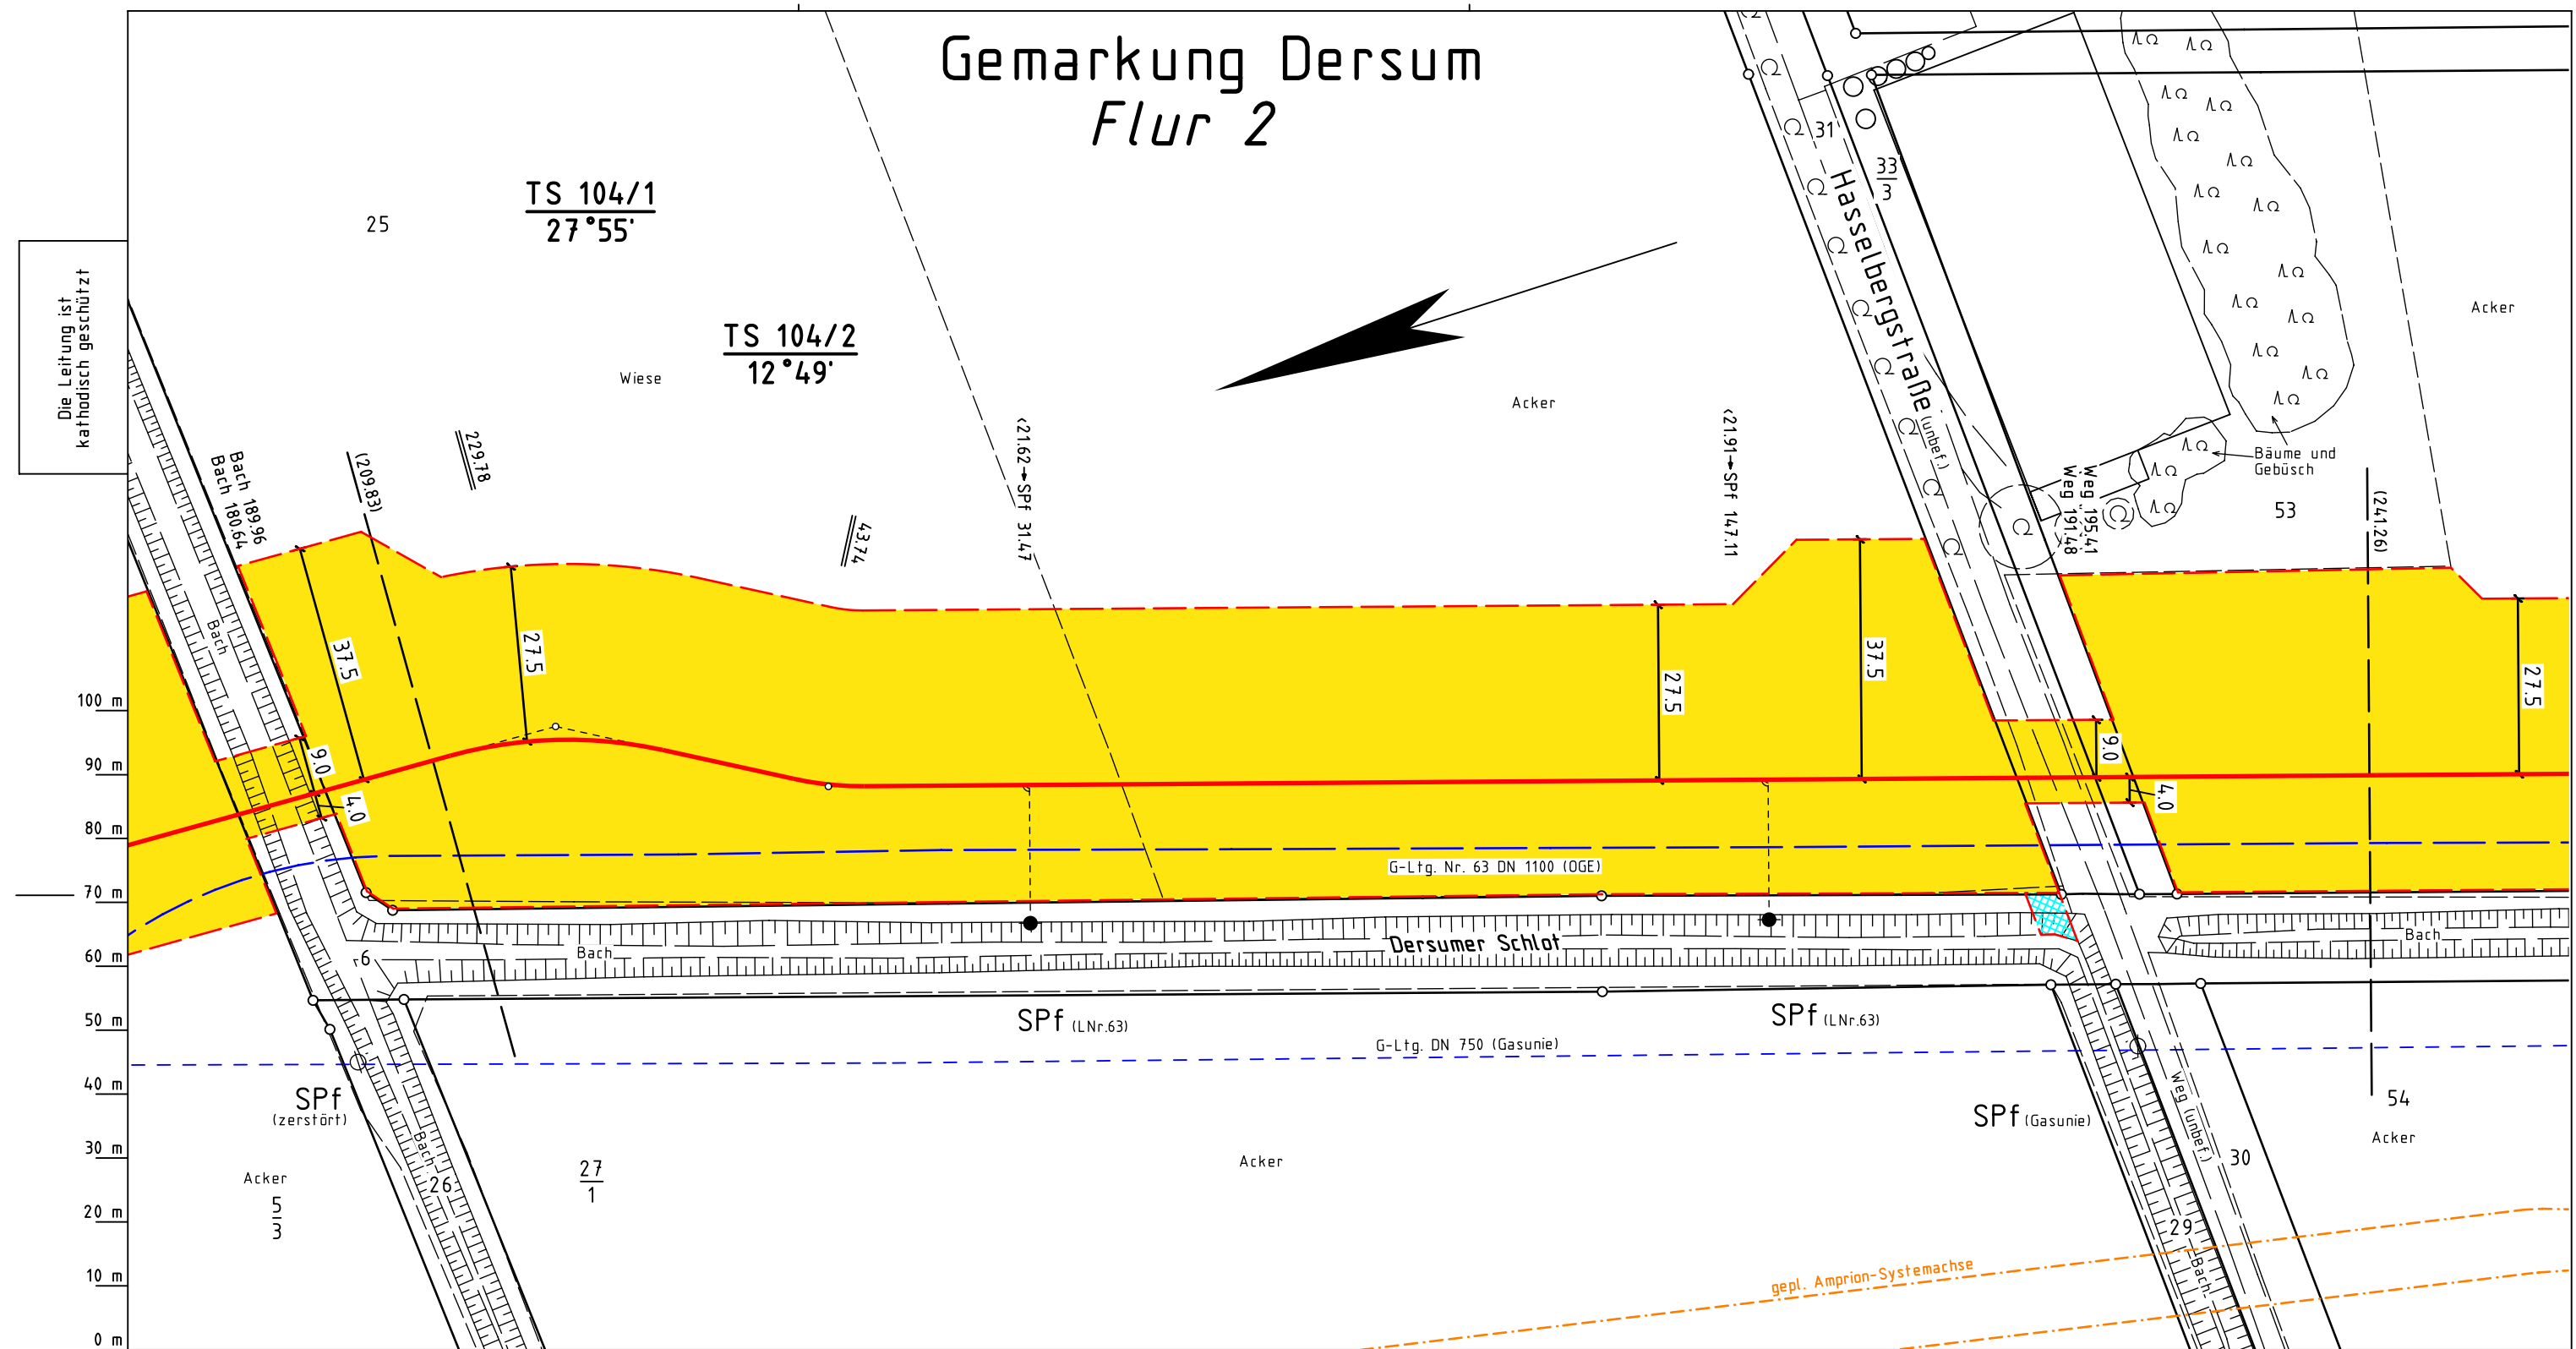 Gemarkung Dersum
Flur 2
TS 104/1
27°55'
25
TS 104/2
12°49'
Wiese
Acker
Die Leitung ist
kathodisch geschützt
Bach 189.96
Bach 180.64
(209.83)
229.78
43.74
<21.62→SPf 31.47
<21.91→SPf 147.11
31
33
3
Hasselbergstraße (unbef.)
Weg 195.41
Weg 191.48
Bäume und
Gebüsch
53
(241.26)
Acker
Bach
37.5
27.5
27.5
37.5
27.5
9.0
4.0
9.0
4.0
100 m
90 m
80 m
70 m
60 m
50 m
40 m
30 m
20 m
10 m
0 m
G-Ltg. Nr. 63 DN 1100 (OGE)
6
Bach
Dersumer Schlot
Bach
SPf (LNr.63)
SPf (LNr.63)
G-Ltg. DN 750 (Gasunie)
SPf
(zerstört)
SPf (Gasunie)
Acker
5
3
Bach
26
27
1
Acker
Weg (unbef.)
30
54
Acker
29
Bach
gepl. Amprion-Systemachse